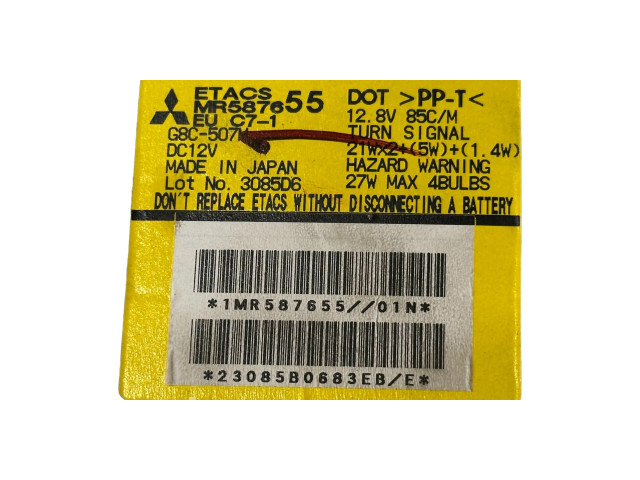 ETACS
MR587655
EU C7-1
G8C-507M
DC12V
MADE IN JAPAN
Lot No. 3085D6
DOT >PP-T<
12.8V 85C/M
TURN SIGNAL
21W×2+(5W)+(1.4W)
HAZARD WARNING
27W MAX 4BULBS
DON'T REPLACE ETACS WITHOUT DISCONNECTING A BATTERY
*1MR587655//01N*
*23085B0683EB/E*